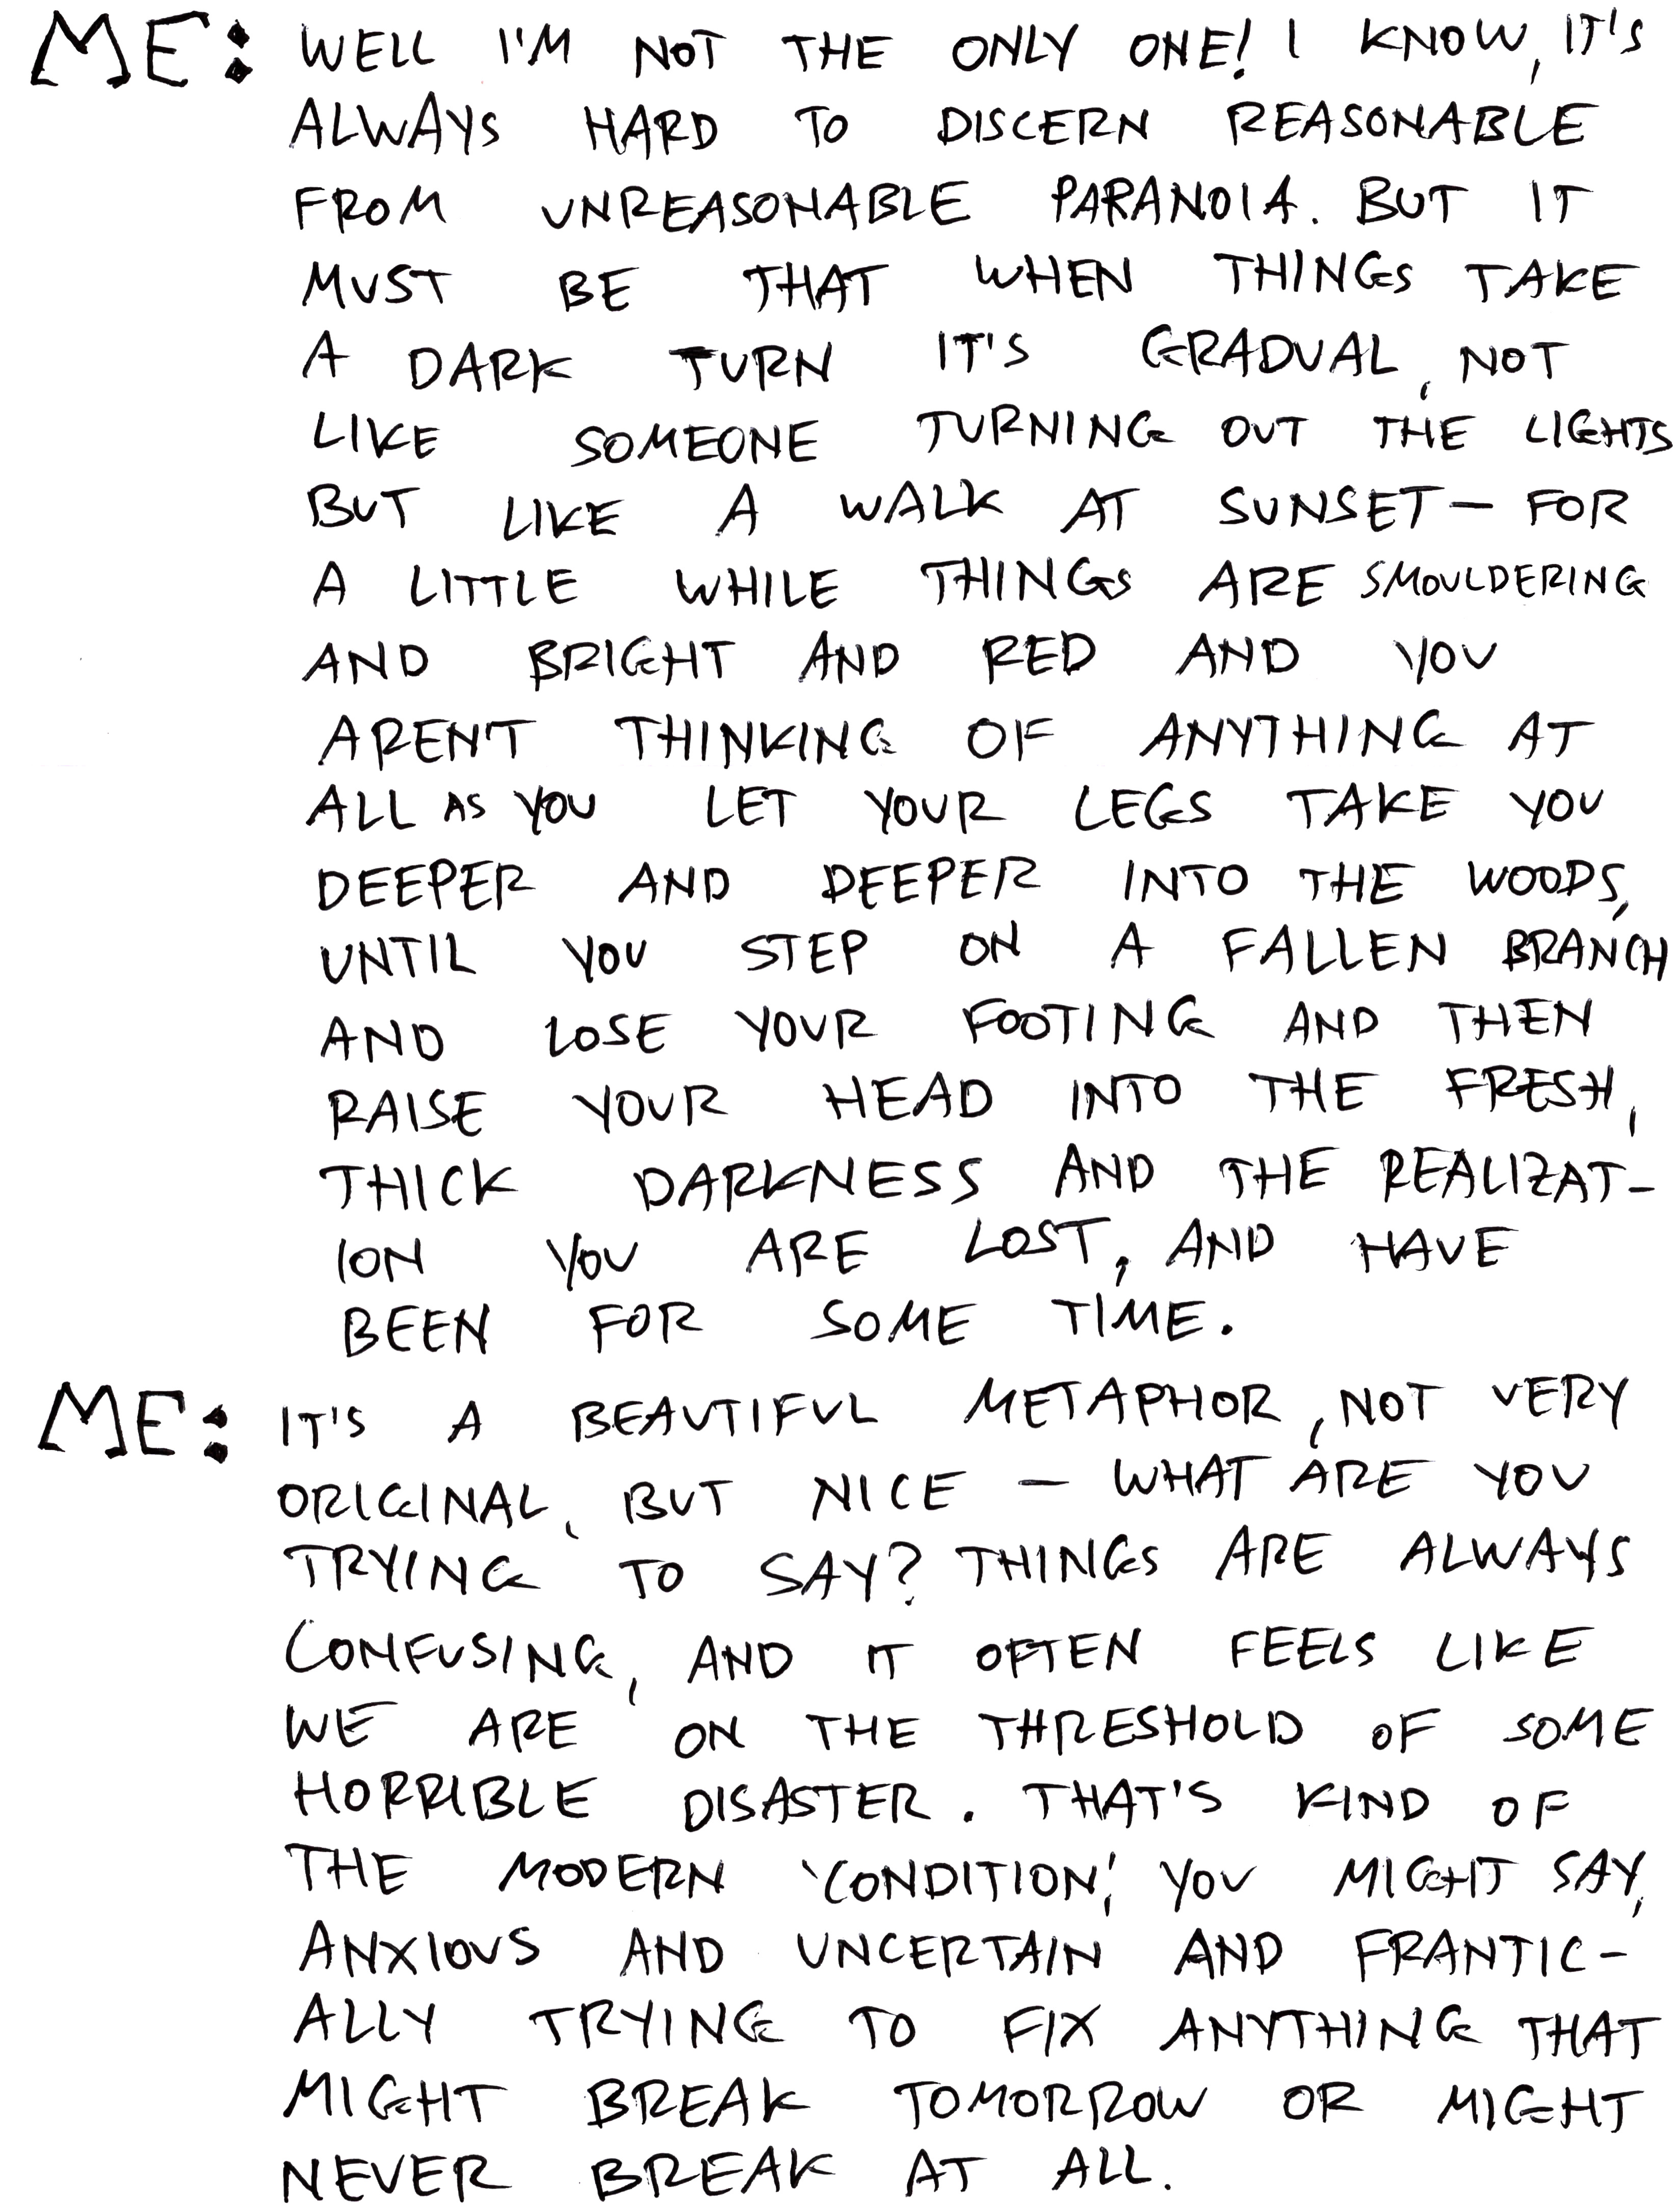 ME: WELL I'M NOT THE ONLY ONE! I KNOW, IT'S
ALWAYS HARD TO DISCERN REASONABLE
FROM UNREASONABLE PARANOIA. BUT IT
MUST BE THAT WHEN THINGS TAKE
A DARK TURN IT'S GRADUAL, NOT
LIKE SOMEONE TURNING OUT THE LIGHTS
BUT LIKE A WALK AT SUNSET — FOR
A LITTLE WHILE THINGS ARE SMOULDERING
AND BRIGHT AND RED AND YOU
AREN'T THINKING OF ANYTHING AT
ALL AS YOU LET YOUR LEGS TAKE YOU
DEEPER AND DEEPER INTO THE WOODS,
UNTIL YOU STEP ON A FALLEN BRANCH
AND LOSE YOUR FOOTING AND THEN
RAISE YOUR HEAD INTO THE FRESH,
THICK DARKNESS AND THE REALIZAT-
ION YOU ARE LOST, AND HAVE
BEEN FOR SOME TIME.
ME: IT'S A BEAUTIFUL METAPHOR, NOT VERY
ORIGINAL, BUT NICE — WHAT ARE YOU
TRYING TO SAY? THINGS ARE ALWAYS
CONFUSING, AND IT OFTEN FEELS LIKE
WE ARE ON THE THRESHOLD OF SOME
HORRIBLE DISASTER. THAT'S KIND OF
THE MODERN 'CONDITION,' YOU MIGHT SAY,
ANXIOUS AND UNCERTAIN AND FRANTIC-
ALLY TRYING TO FIX ANYTHING THAT
MIGHT BREAK TOMORROW OR MIGHT
NEVER BREAK AT ALL.